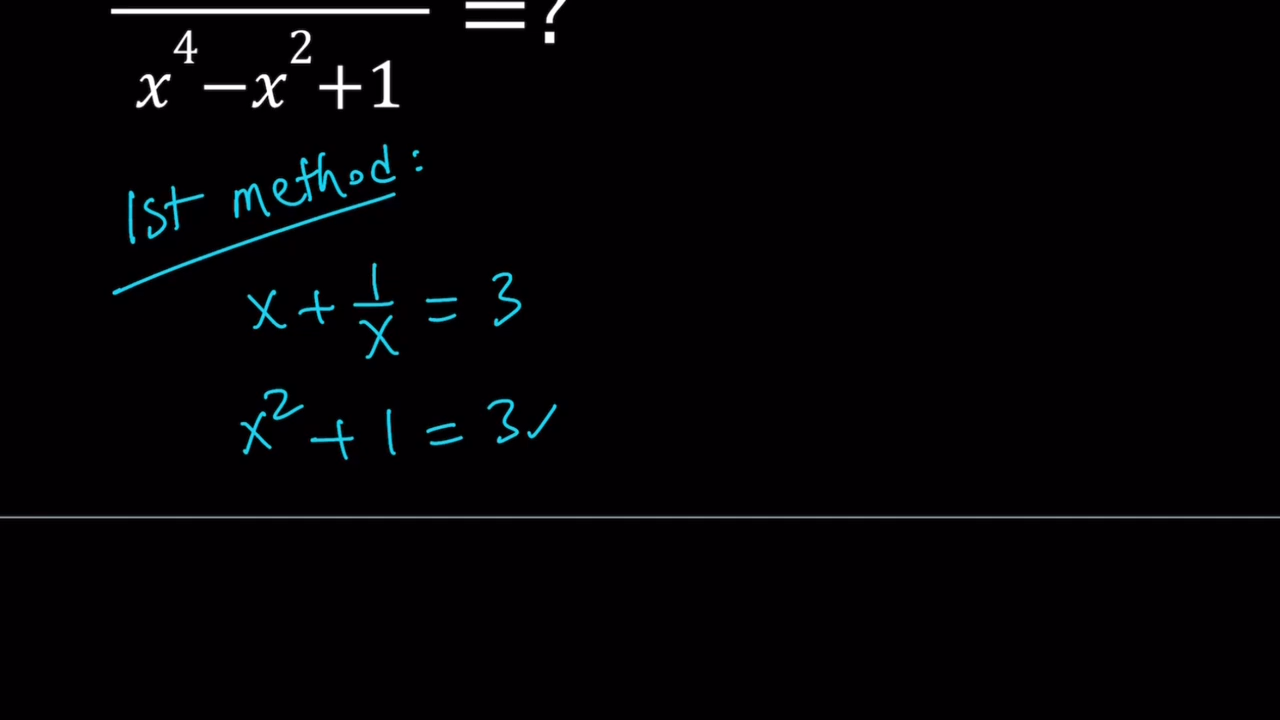 =?
x⁴−x²+1
1st method:
x + 1/x = 3
x² + 1 = 3